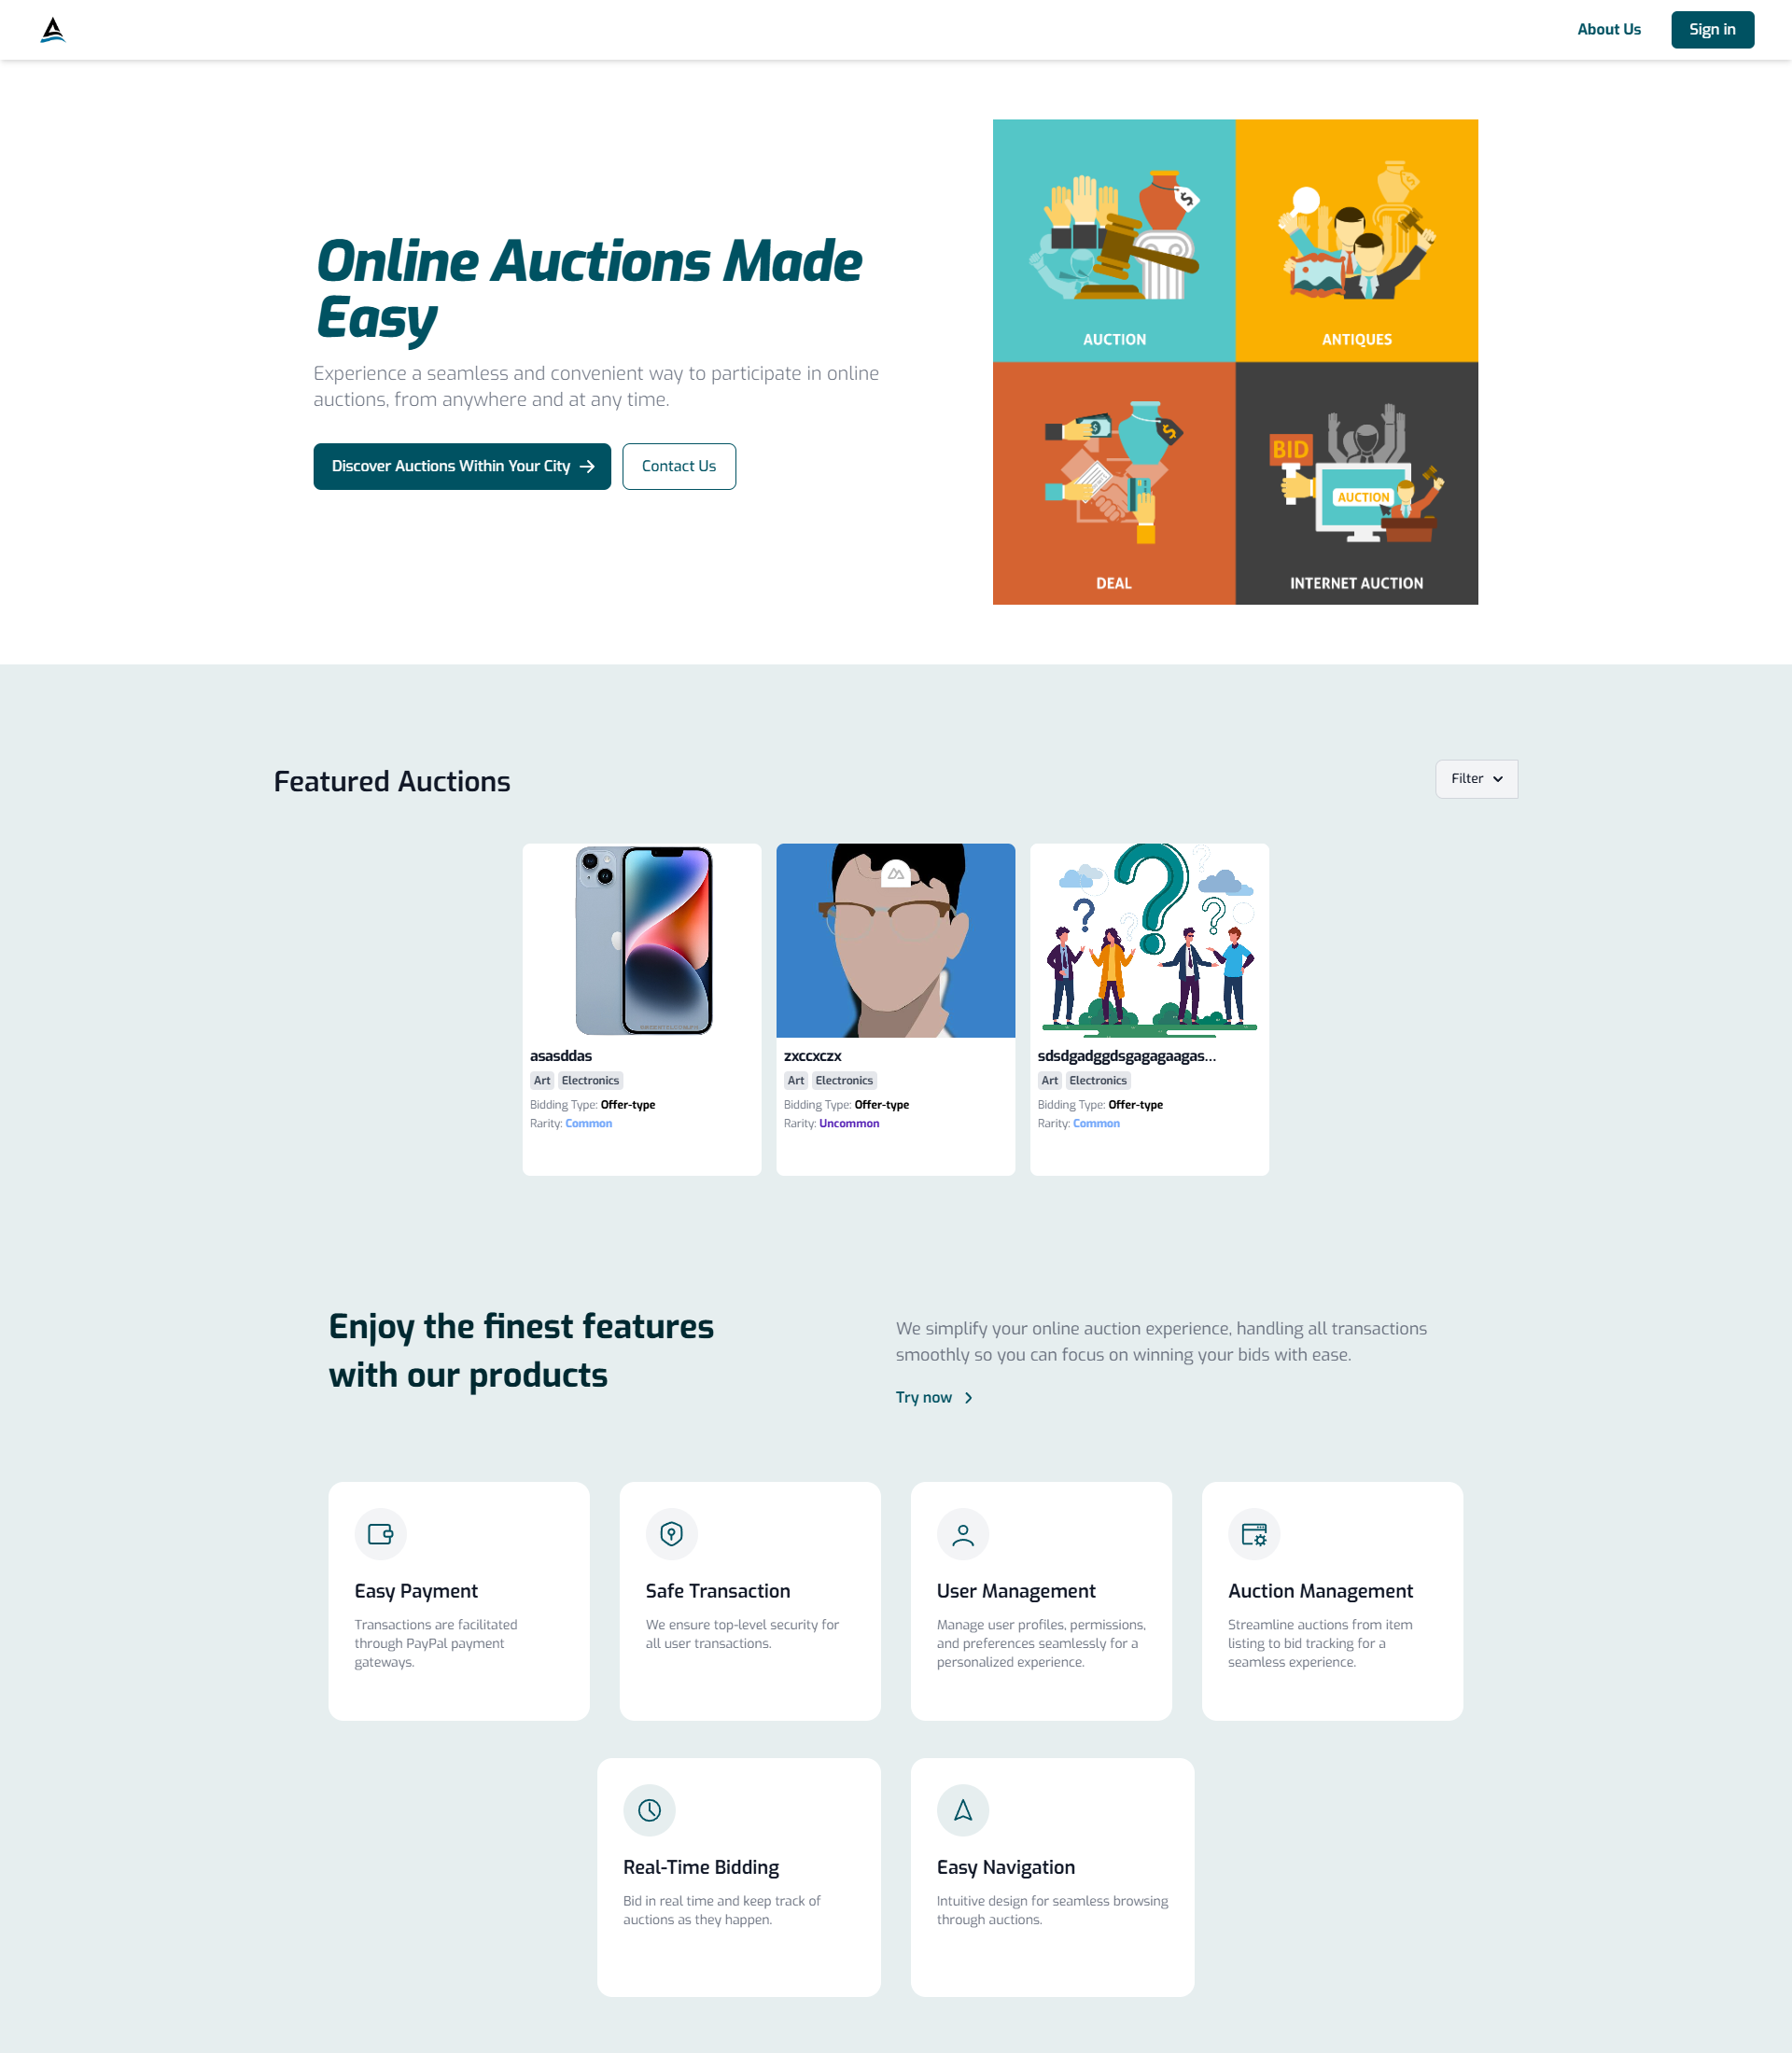 About Us
Sign in
Online Auctions Made
Easy
Experience a seamless and convenient way to participate in online
auctions, from anywhere and at any time.
Discover Auctions Within Your City
Contact Us
AUCTION
ANTIQUES
BID
AUCTION
DEAL
INTERNET AUCTION
Featured Auctions
Filter
asasddas
Art Electronics
Bidding Type: Offer-type
Rarity: Common
zxccxczx
Art Electronics
Bidding Type: Offer-type
Rarity: Uncommon
sdsdgadggdsgagagaagas...
Art Electronics
Bidding Type: Offer-type
Rarity: Common
Enjoy the finest features
with our products
We simplify your online auction experience, handling all transactions
smoothly so you can focus on winning your bids with ease.
Try now
Easy Payment
Transactions are facilitated
through PayPal payment
gateways.
Safe Transaction
We ensure top-level security for
all user transactions.
User Management
Manage user profiles, permissions,
and preferences seamlessly for a
personalized experience.
Auction Management
Streamline auctions from item
listing to bid tracking for a
seamless experience.
Real-Time Bidding
Bid in real time and keep track of
auctions as they happen.
Easy Navigation
Intuitive design for seamless browsing
through auctions.